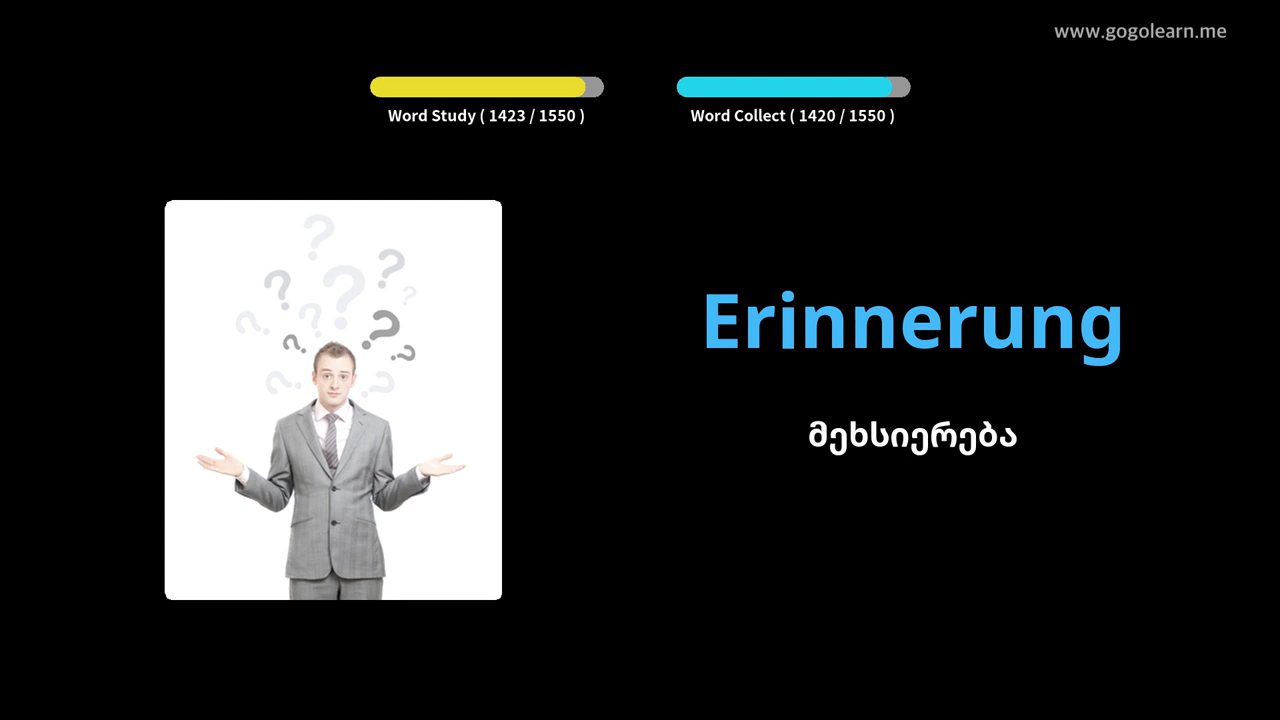 www.gogolearn.me
Word Study ( 1423 / 1550 )
Word Collect ( 1420 / 1550 )
Erinnerung
მეხსიერება